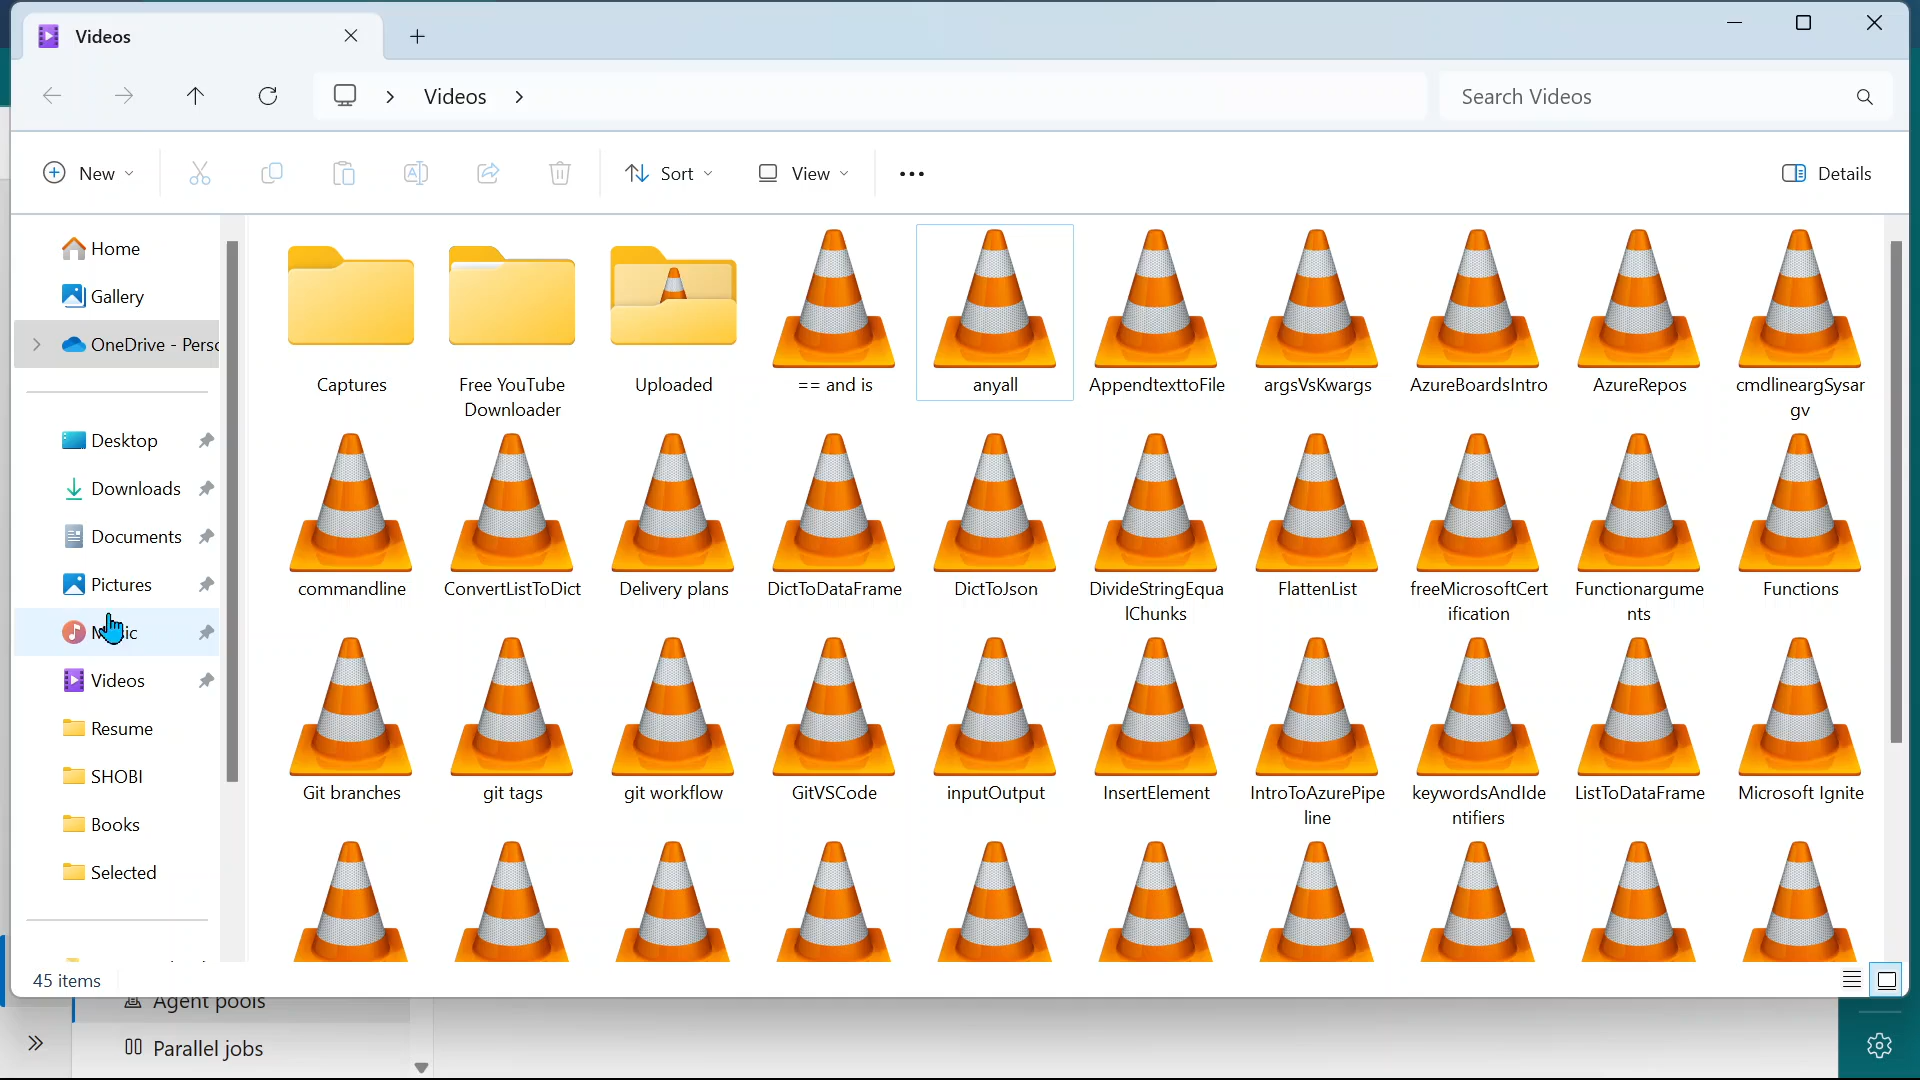 Videos
Videos
Search Videos
New
Sort
View
Details
Home
Gallery
OneDrive - Perso
Desktop
Downloads
Documents
Pictures
Videos
Resume
SHOBI
Books
Selected
Captures
Free YouTube
Downloader
Uploaded
== and is
anyall
AppendtexttoFile
argsVsKwargs
AzureBoardsIntro
AzureRepos
cmdlineargSysar
gv
commandline
ConvertListToDict
Delivery plans
DictToDataFrame
DictToJson
DivideStringEqua
lChunks
FlattenList
freeMicrosoftCert
ification
Functionargume
nts
Functions
Git branches
git tags
git workflow
GitVSCode
inputOutput
InsertElement
IntroToAzurePipe
line
keywordsAndIde
ntifiers
ListToDataFrame
Microsoft Ignite
45 items
Agent pools
Parallel jobs